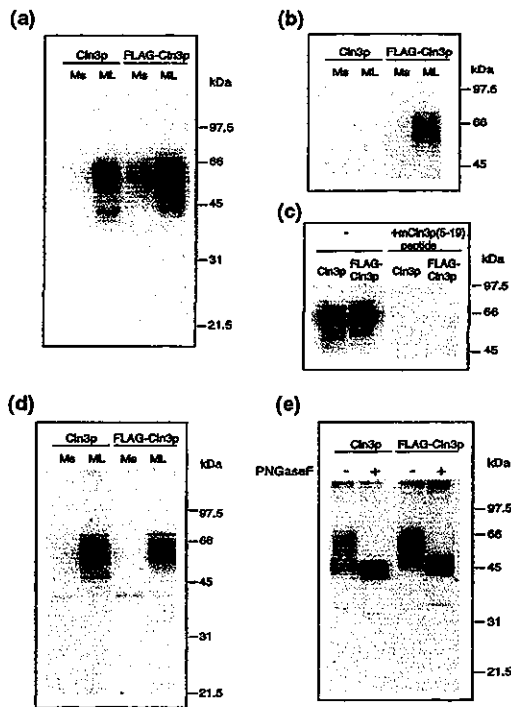 (a)
Cln3p FLAG-Cln3p
Ms ML Ms ML
kDa
97.5
66
45
31
21.5
(b)
Cln3p FLAG-Cln3p
Ms ML Ms ML
kDa
97.5
66
45
(c)
- +mCln3p(5-19)
peptide
Cln3p FLAG-
Cln3p Cln3p FLAG-
Cln3p
kDa
97.5
66
45
(d)
Cln3p FLAG-Cln3p
Ms ML Ms ML
kDa
97.5
68
45
31
21.5
(e)
Cln3p FLAG-Cln3p
PNGaseF - + - +
kDa
97.5
66
45
31
21.5